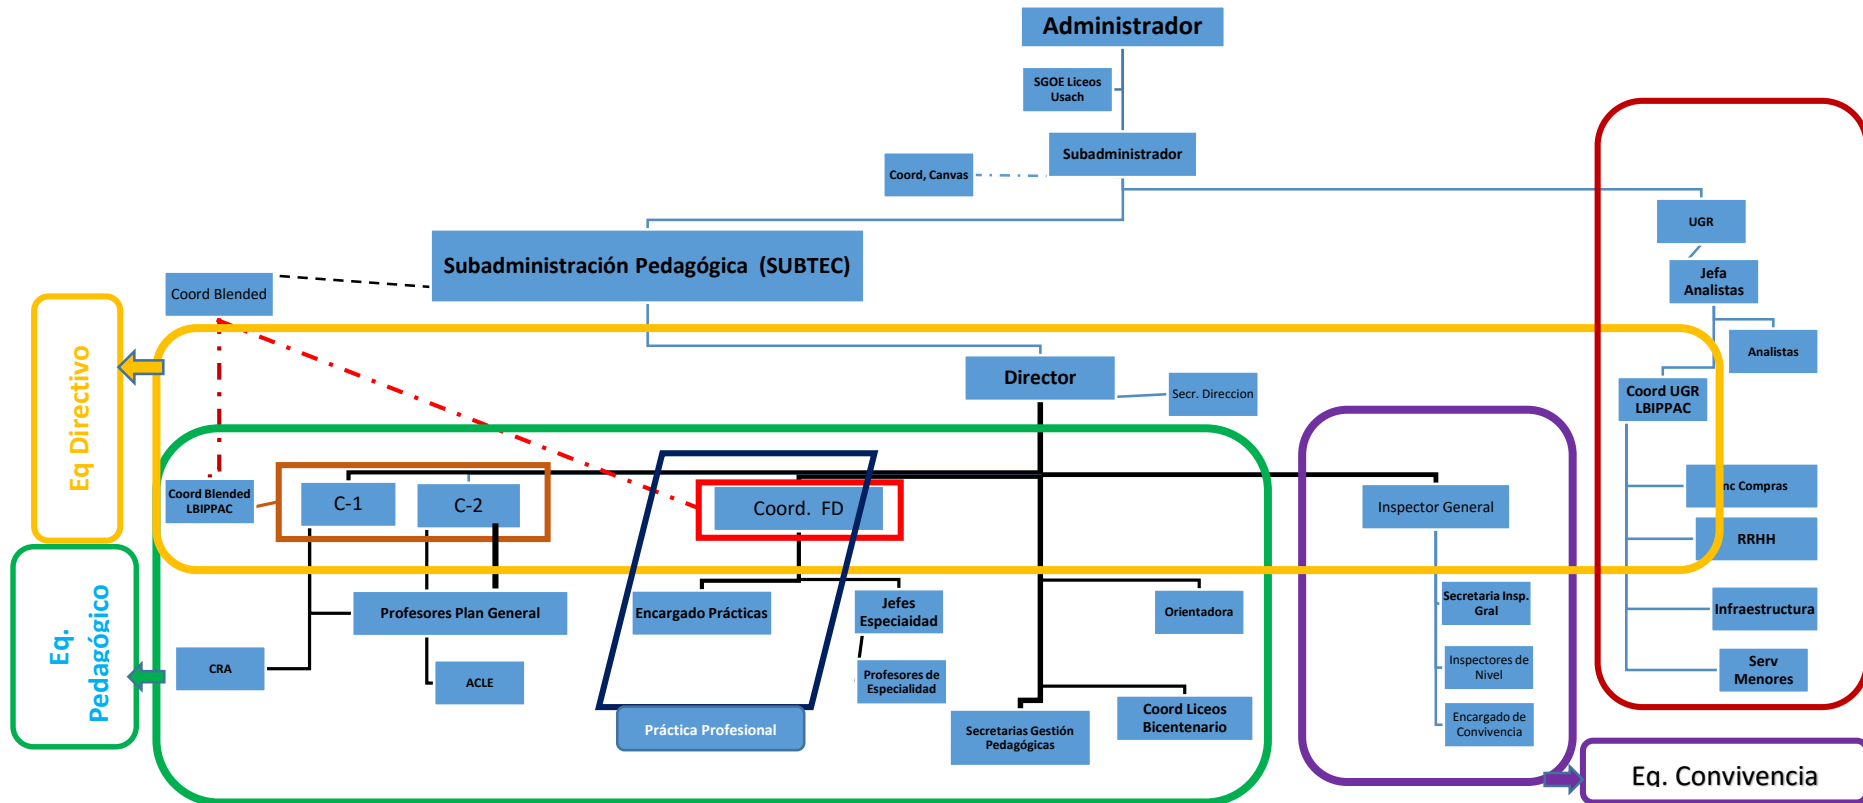 Administrador
SGOE Liceos
Usach
Subadministrador
Coord, Canvas
UGR
Subadministración Pedagógica (SUBTEC)
Jefa
Analistas
Coord Blended
Analistas
Eq Directivo
Director
Secr. Direccion
Coord UGR
LBIPPAC
Coord Blended
LBIPPAC
C-1
C-2
Coord. FD
Inspector General
nc Compras
RRHH
Eq.
Pedagógico
Profesores Plan General
Encargado Prácticas
Jefes
Especiaidad
Orientadora
Secretaria Insp.
Gral
Infraestructura
CRA
ACLE
Profesores de
Especialidad
Inspectores de
Nivel
Serv
Menores
Práctica Profesional
Secretarias Gestión
Pedagógicas
Coord Liceos
Bicentenario
Encargado de
Convivencia
Eq. Convivencia